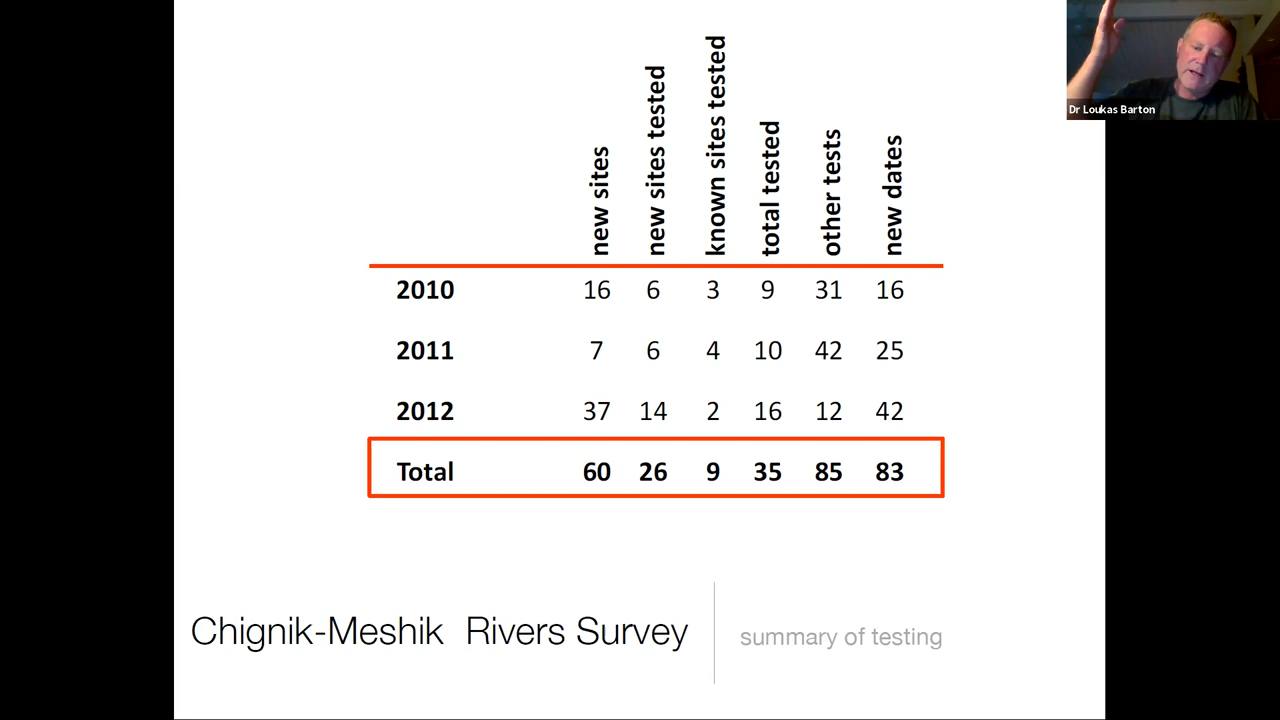 Dr Loukas Barton
new sites new sites tested known sites tested total tested other tests new dates
2010 16 6 3 9 31 16
2011 7 6 4 10 42 25
2012 37 14 2 16 12 42
Total 60 26 9 35 85 83
Chignik-Meshik Rivers Survey summary of testing